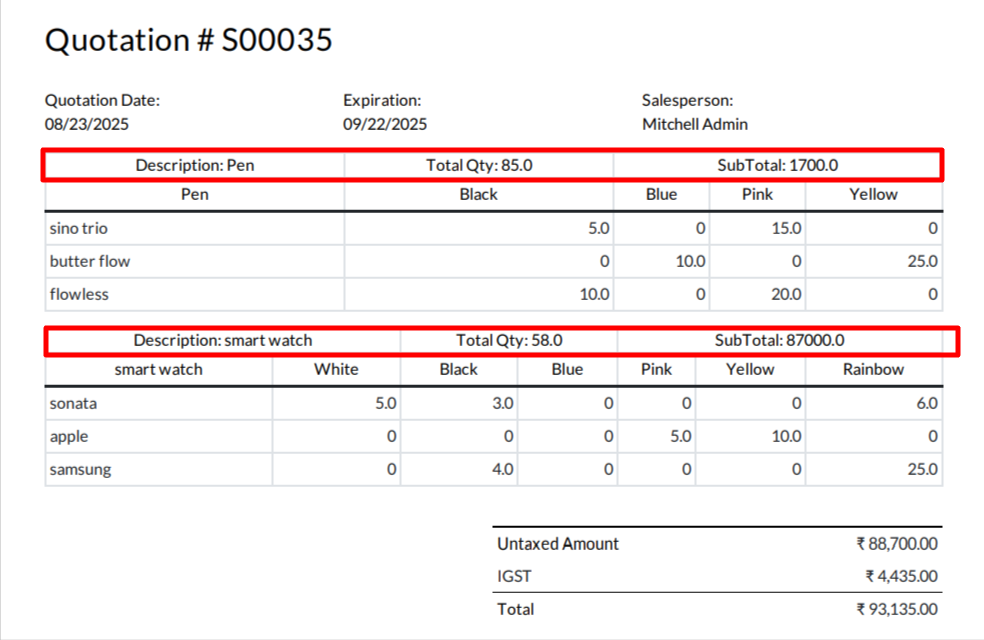 Quotation # S00035
Quotation Date: Expiration: Salesperson:
08/23/2025 09/22/2025 Mitchell Admin
Description: Pen Total Qty: 85.0 SubTotal: 1700.0
Pen Black Blue Pink Yellow
sino trio 5.0 0 15.0 0
butter flow 0 10.0 0 25.0
flowless 10.0 0 20.0 0
Description: smart watch Total Qty: 58.0 SubTotal: 87000.0
smart watch White Black Blue Pink Yellow Rainbow
sonata 5.0 3.0 0 0 0 6.0
apple 0 0 0 5.0 10.0 0
samsung 0 4.0 0 0 0 25.0
Untaxed Amount ₹ 88,700.00
IGST ₹ 4,435.00
Total ₹ 93,135.00